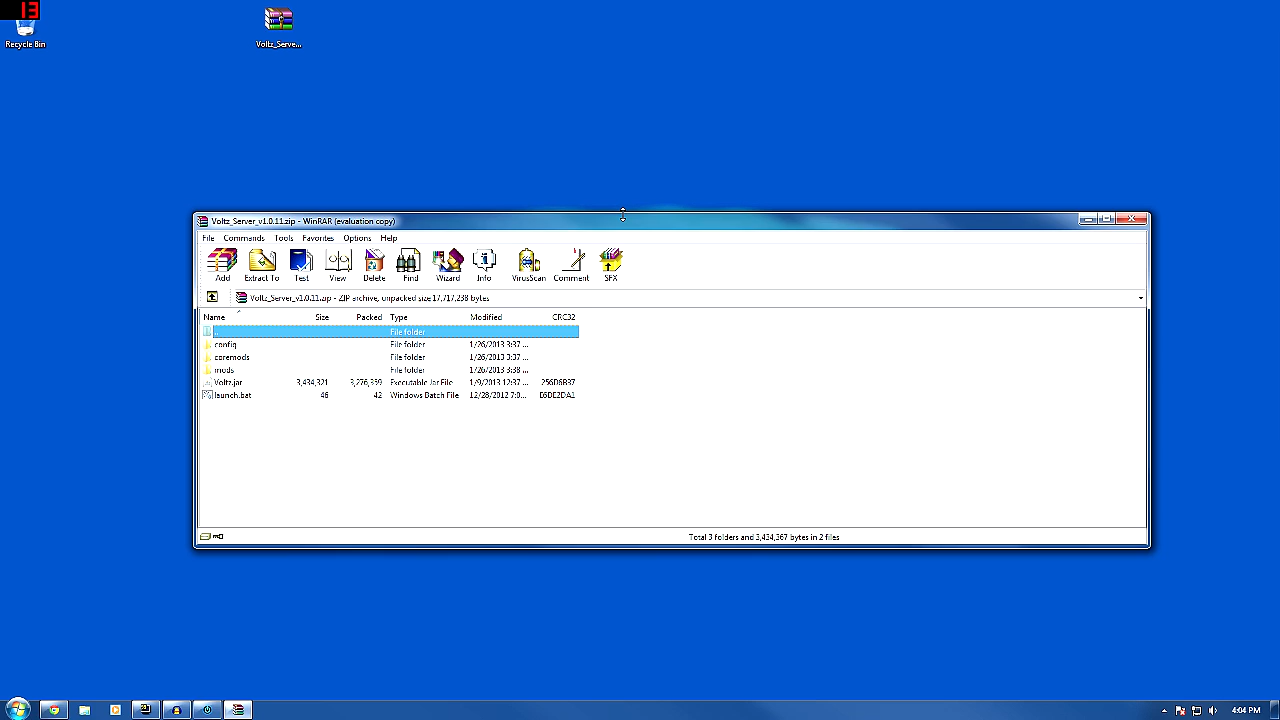 13
Recycle Bin
Voltz_Serve...
Voltz_Server_v1.0.11.zip - WinRAR (evaluation copy)
File Commands Tools Favorites Options Help
Add Extract To Test View Delete Find Wizard Info VirusScan Comment SFX
Voltz_Server_v1.0.11.zip - ZIP archive, unpacked size 17,717,238 bytes
Name Size Packed Type Modified CRC32
.. File folder
config File folder 1/26/2013 3:37 ...
coremods File folder 1/26/2013 3:37 ...
mods File folder 1/26/2013 3:38 ...
Voltz.jar 3,434,321 3,276,359 Executable Jar File 1/9/2013 12:37 ... 256D6B37
launch.bat 46 42 Windows Batch File 12/28/2012 7:0... E6DE2DA1
Total 3 folders and 3,434,367 bytes in 2 files
4:04 PM